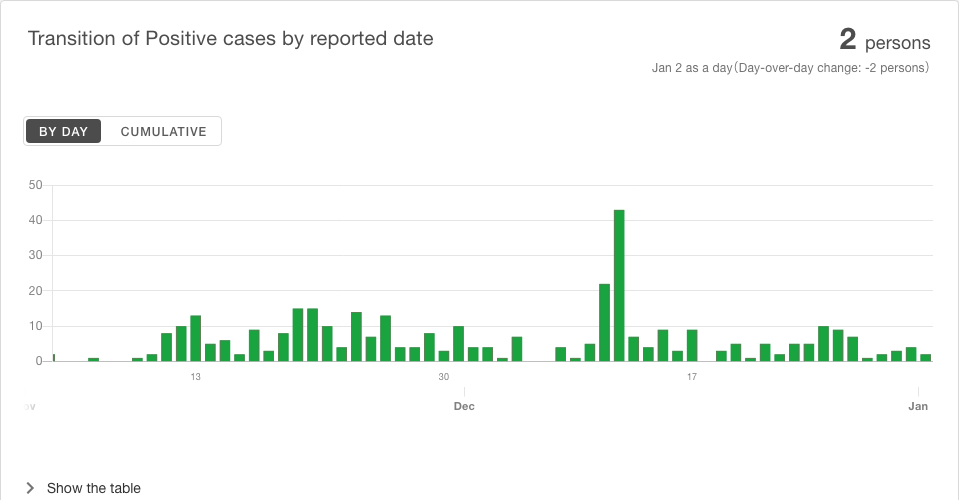 Transition of Positive cases by reported date
2 persons
Jan 2 as a day(Day-over-day change: -2 persons)
BY DAY CUMULATIVE
50
40
30
20
10
0
13 30 17
ov Dec Jan
Show the table